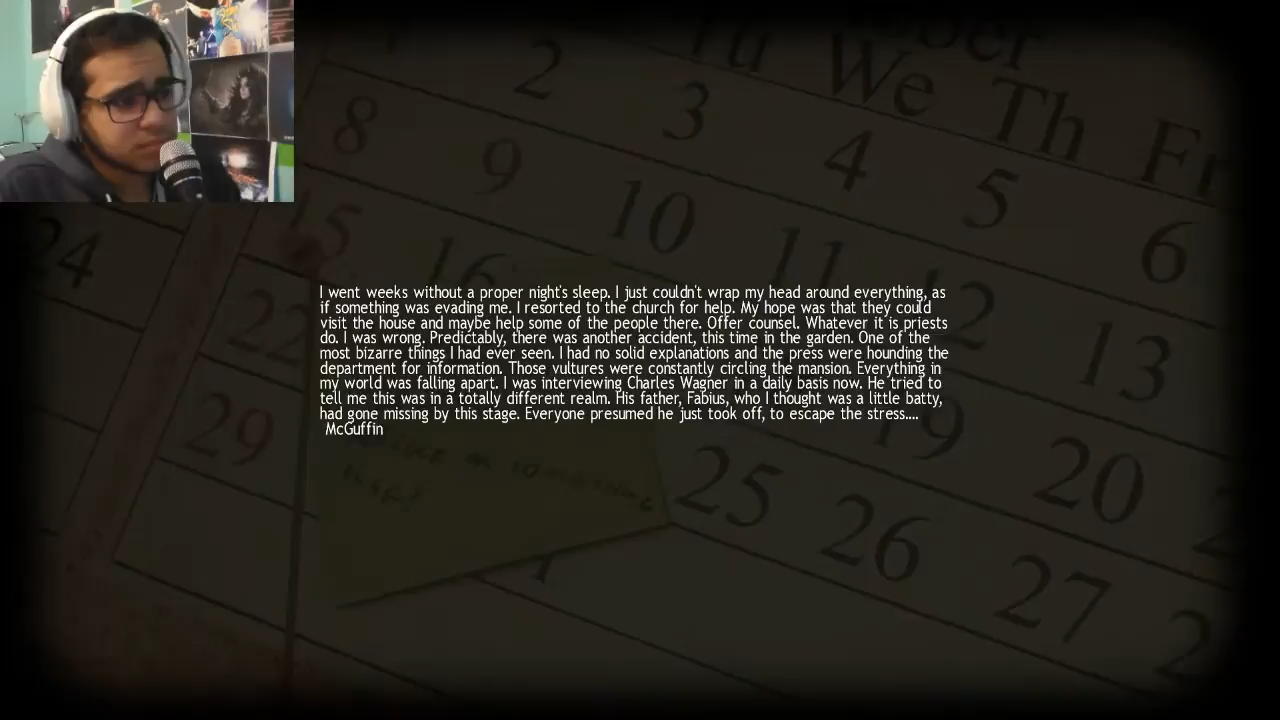 ber
Tu We Th Fr
2 3 4 5 6
8 9 10 11 12 13
15 16 19 20
22 25 26 27 2
29
24
I went weeks without a proper night's sleep. I just couldn't wrap my head around everything, as
if something was evading me. I resorted to the church for help. My hope was that they could
visit the house and maybe help some of the people there. Offer counsel. Whatever it is priests
do. I was wrong. Predictably, there was another accident, this time in the garden. One of the
most bizarre things I had ever seen. I had no solid explanations and the press were hounding the
department for information. Those vultures were constantly circling the mansion. Everything in
my world was falling apart. I was interviewing Charles Wagner in a daily basis now. He tried to
tell me this was in a totally different realm. His father, Fabius, who I thought was a little batty,
had gone missing by this stage. Everyone presumed he just took off, to escape the stress....
McGuffin